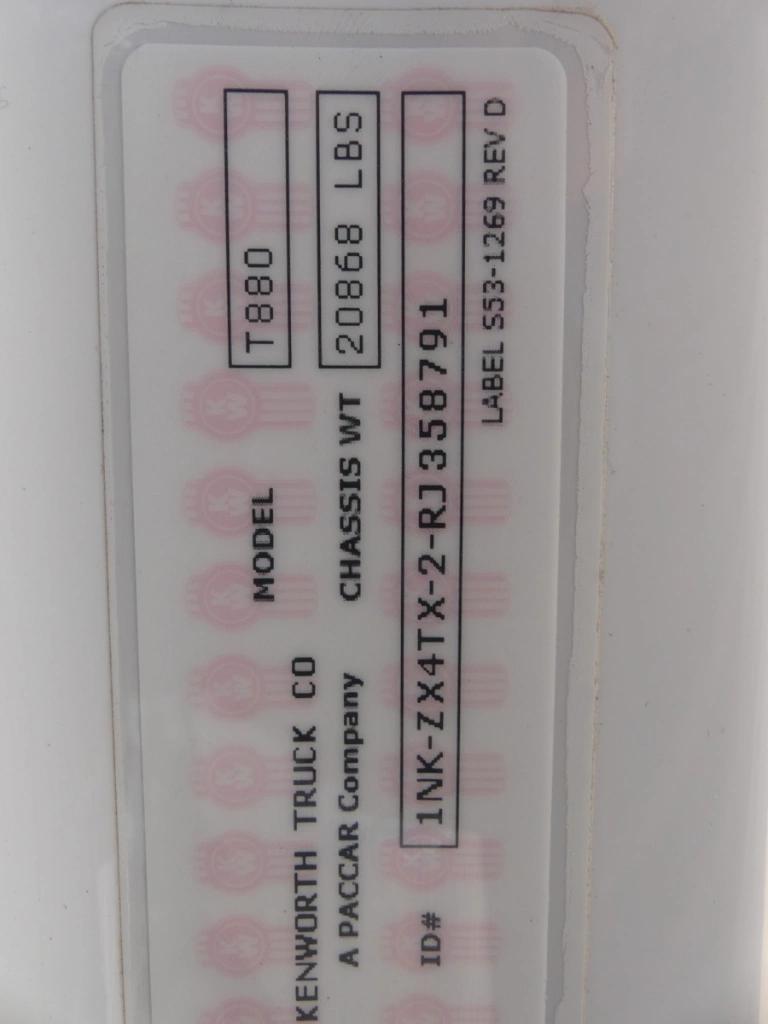 KENWORTH TRUCK CO
A PACCAR Company
MODEL T880
CHASSIS WT 20868 LBS
ID# 1NK-ZX4TX-2-RJ358791
LABEL S53-1269 REV D